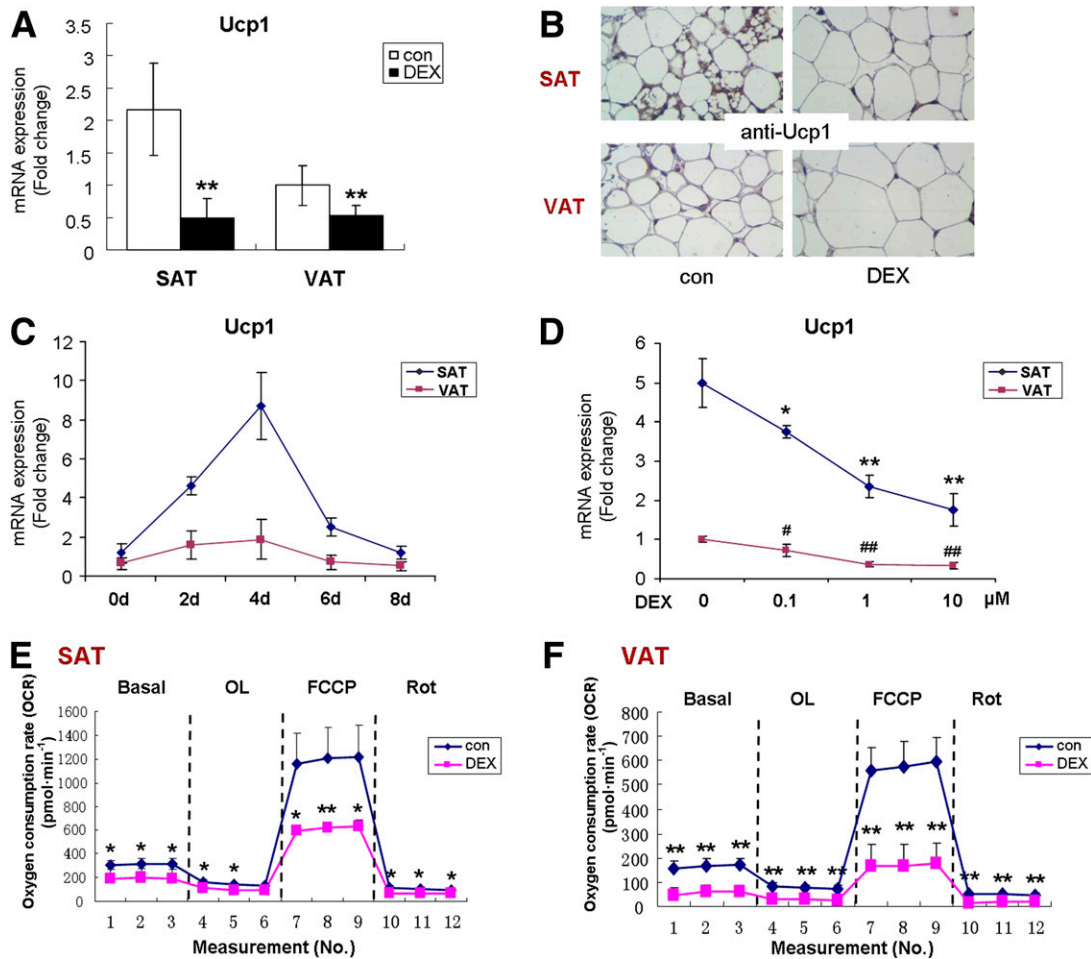 A
Ucp1
con
DEX
mRNA expression
(Fold change)
3.5
3
2.5
2
1.5
1
0.5
0
**
**
SAT
VAT
B
SAT
anti-Ucp1
VAT
con
DEX
C
Ucp1
SAT
VAT
mRNA expression
(Fold change)
12
10
8
6
4
2
0
0d
2d
4d
6d
8d
D
Ucp1
SAT
VAT
mRNA expression
(Fold change)
6
5
4
3
2
1
0
*
**
**
#
##
##
DEX
0
0.1
1
10
µM
E
SAT
Basal
OL
FCCP
Rot
Oxygen consumption rate (OCR)
(pmol·min⁻¹)
con
DEX
1600
1400
1200
1000
800
600
400
200
0
* * * * * * ** * * * *
1 2 3 4 5 6 7 8 9 10 11 12
Measurement (No.)
F
VAT
Basal
OL
FCCP
Rot
Oxygen consumption rate (OCR)
(pmol·min⁻¹)
con
DEX
800
700
600
500
400
300
200
100
0
** ** ** ** ** ** ** ** ** ** ** **
1 2 3 4 5 6 7 8 9 10 11 12
Measurement (No.)